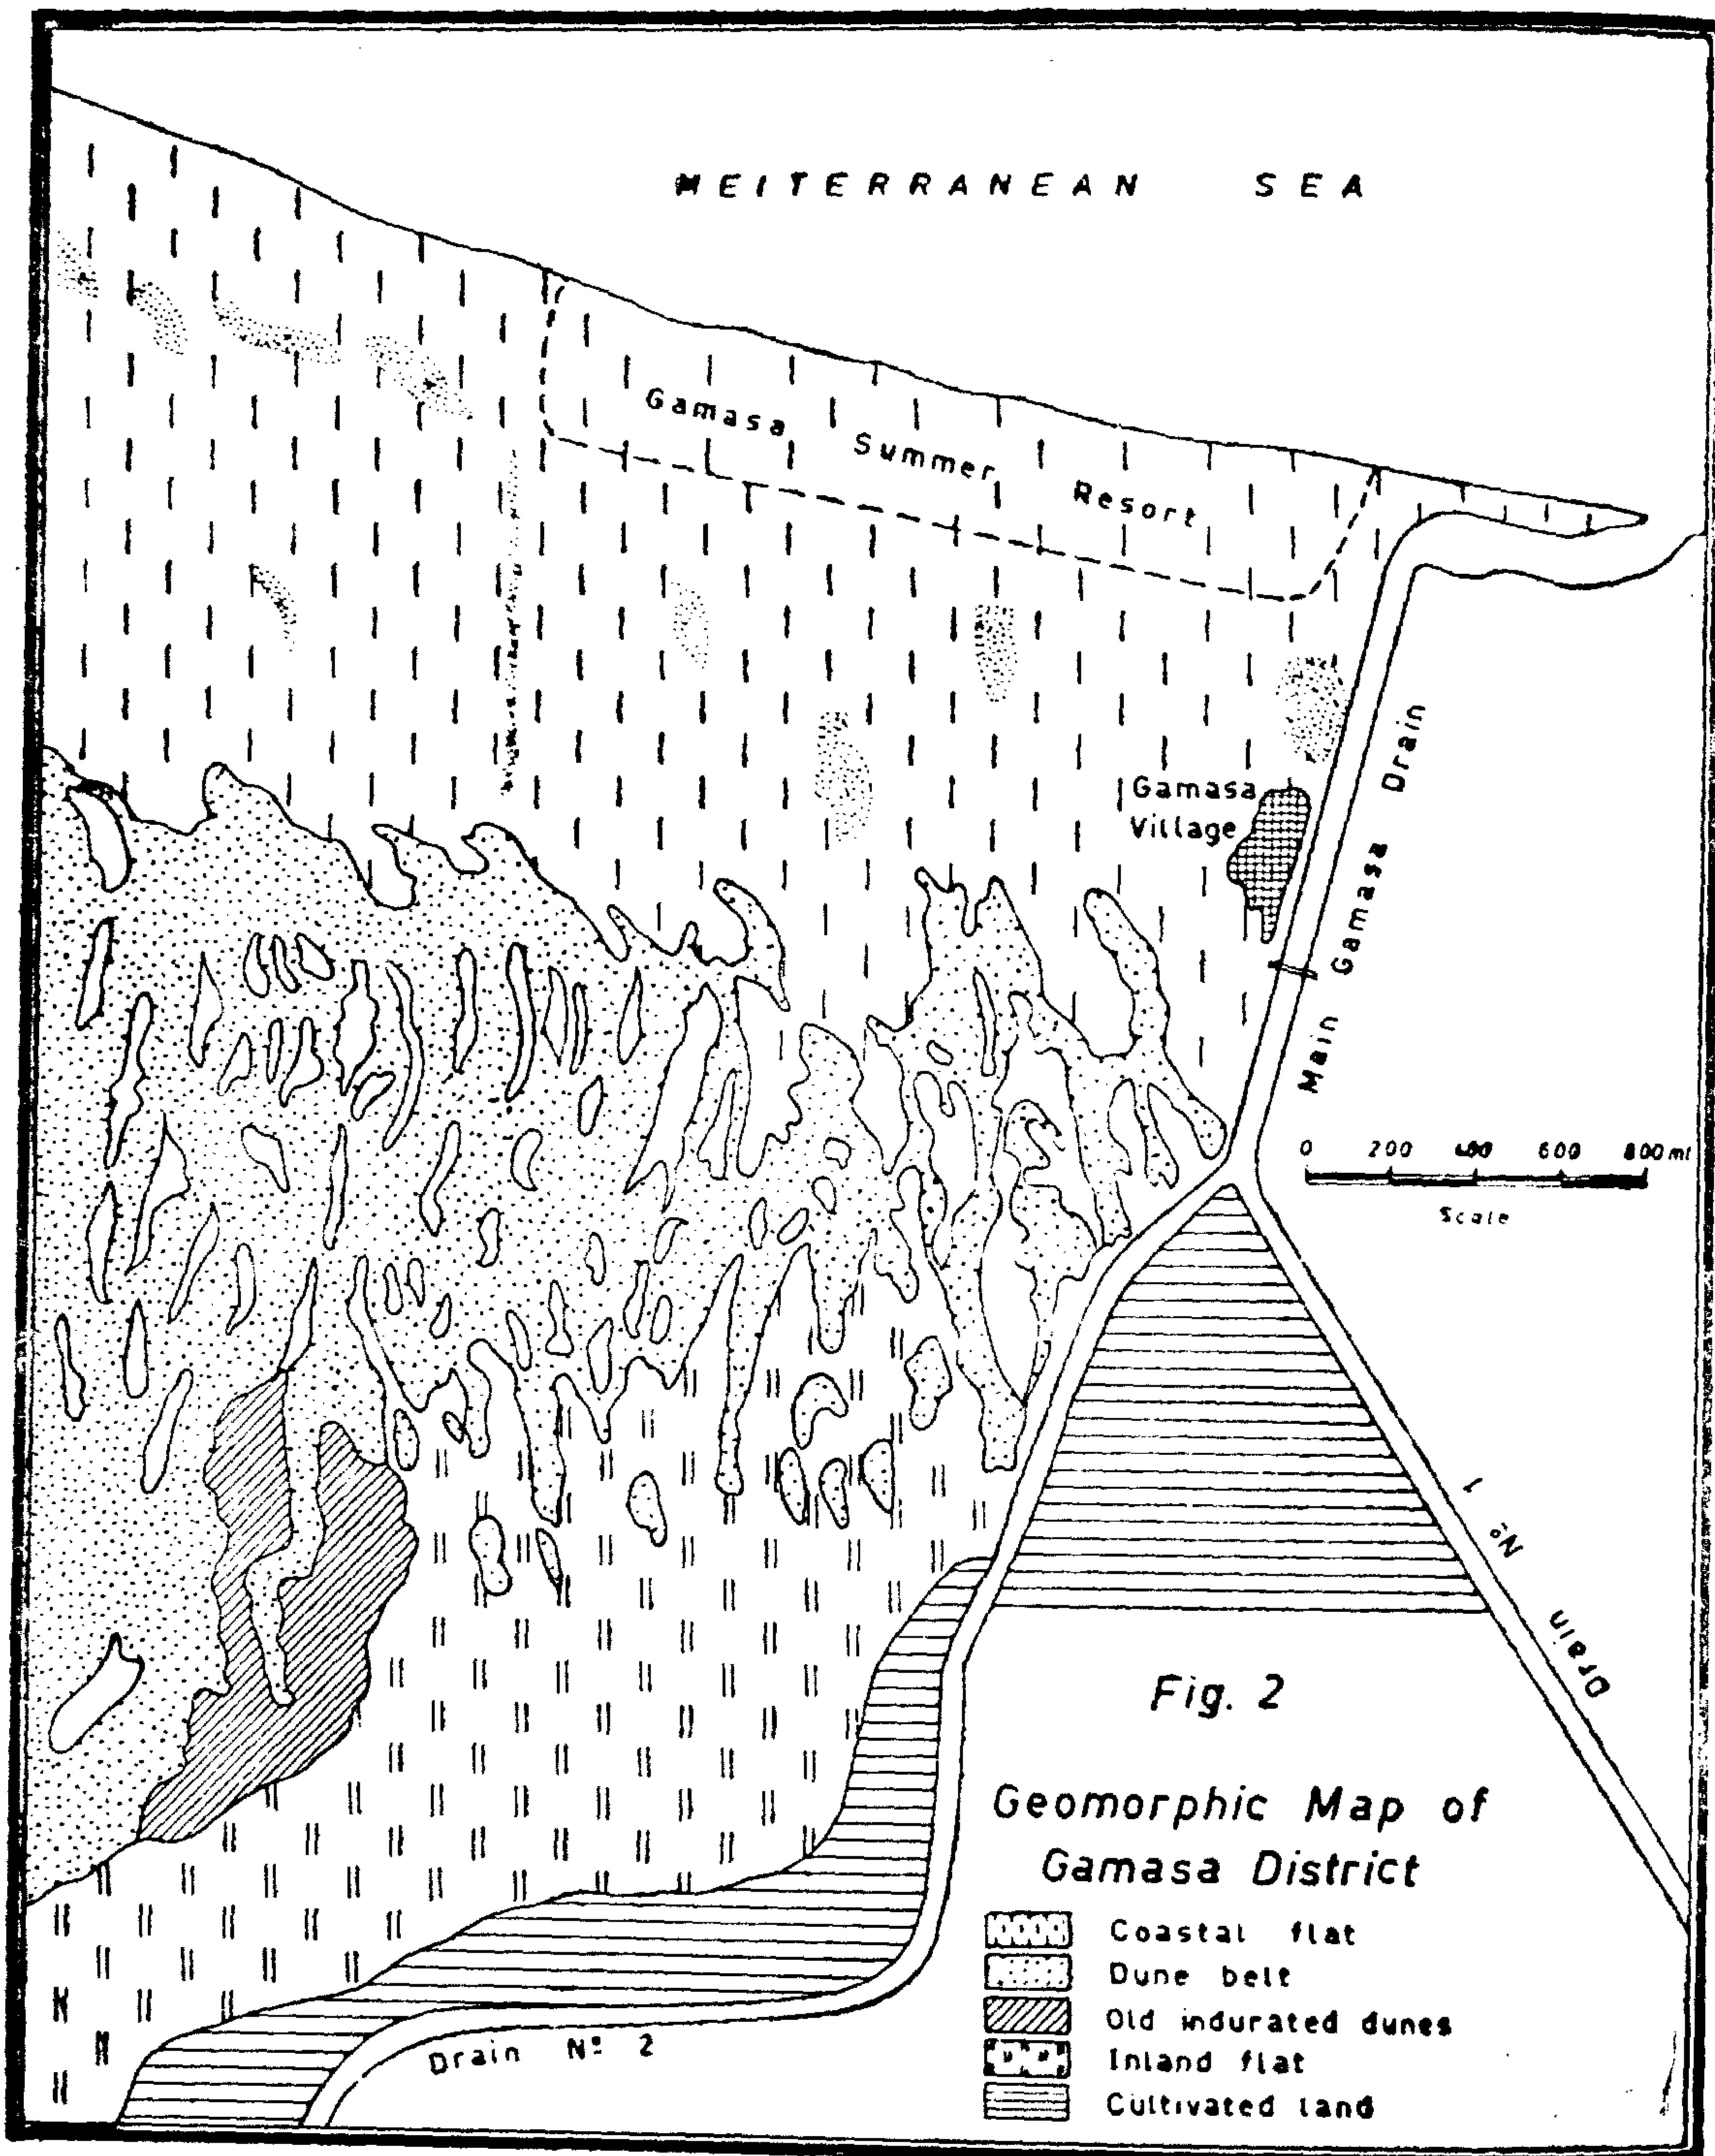 MEITERRANEAN SEA
Gamasa Summer Resort
Gamasa
Village
Main Gamasa Drain
0 200 400 600 800 mt
Scale
Drain Nº 1
Drain Nº 2
Fig. 2
Geomorphic Map of
Gamasa District
Coastal flat
Dune belt
Old indurated dunes
Inland flat
Cultivated land